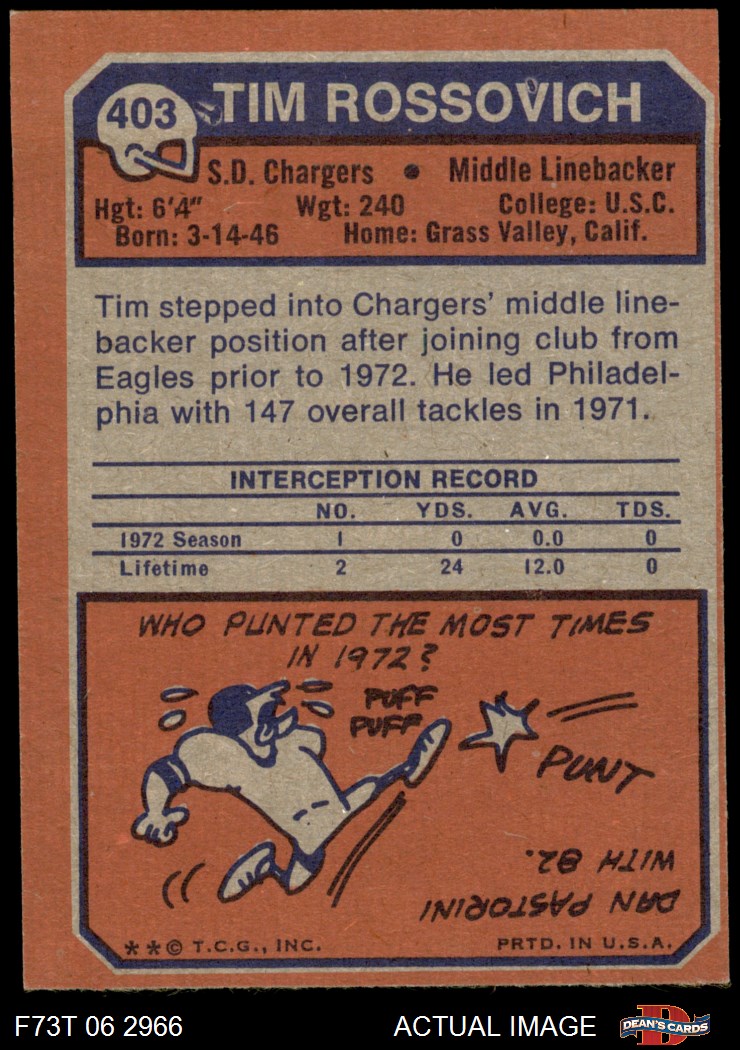 403 TIM ROSSOVICH
S.D. Chargers • Middle Linebacker
Hgt: 6'4" Wgt: 240 College: U.S.C.
Born: 3-14-46 Home: Grass Valley, Calif.
Tim stepped into Chargers' middle line-
backer position after joining club from
Eagles prior to 1972. He led Philadel-
phia with 147 overall tackles in 1971.
INTERCEPTION RECORD
NO. YDS. AVG. TDS.
1972 Season 1 0 0.0 0
Lifetime 2 24 12.0 0
WHO PUNTED THE MOST TIMES
IN 1972?
PUFF
PUFF
PUNT
DAN PASTORINI
WITH 82.
**© T.C.G., INC. PRTD. IN U.S.A.
F73T 06 2966 ACTUAL IMAGE D DEAN'S CARDS